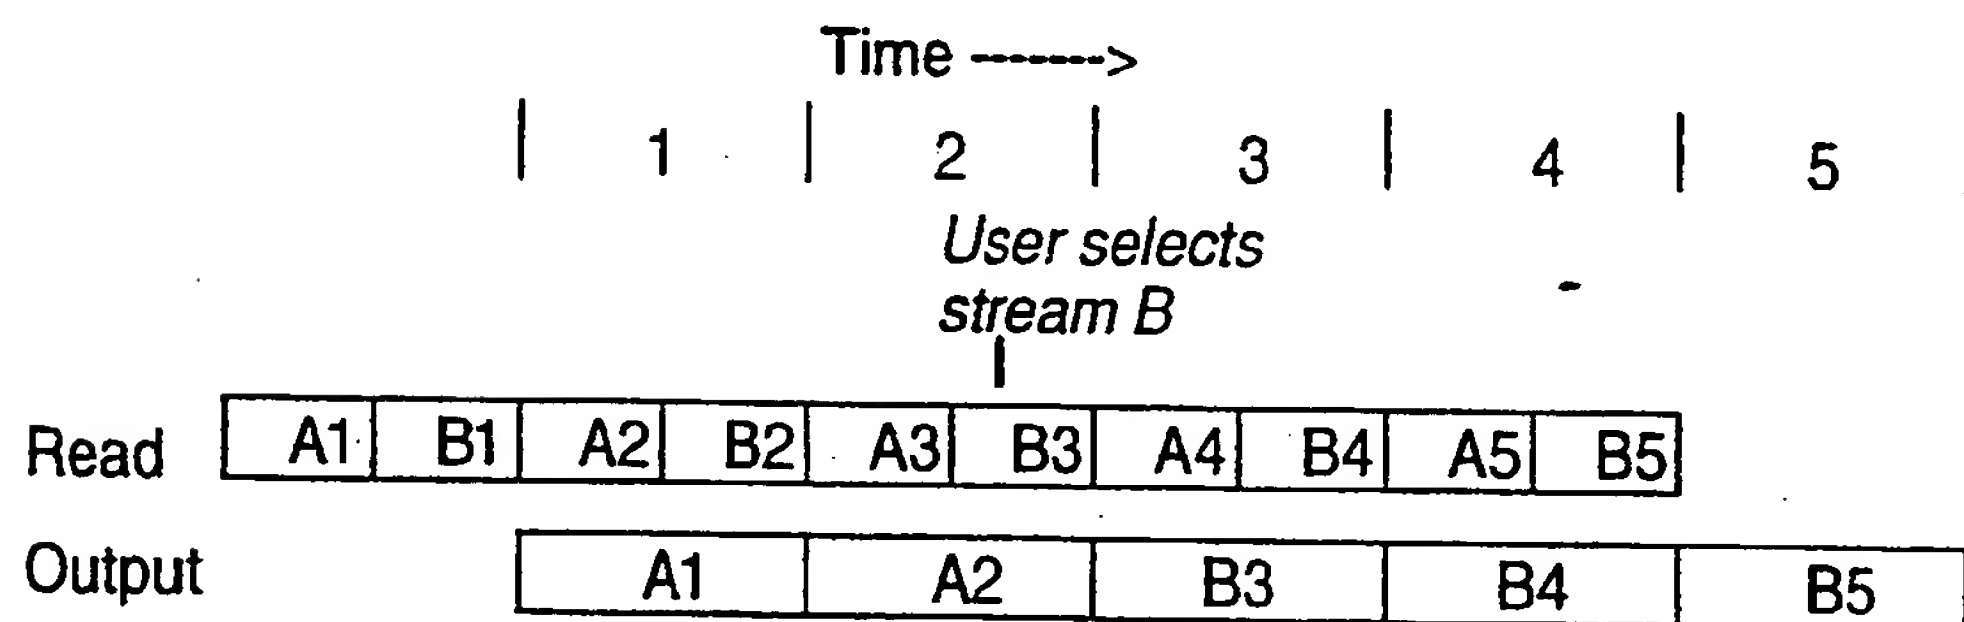 Time ------->
| 1 | 2 | 3 | 4 | 5
User selects
stream B
Read A1 B1 A2 B2 A3 B3 A4 B4 A5 B5
Output A1 A2 B3 B4 B5